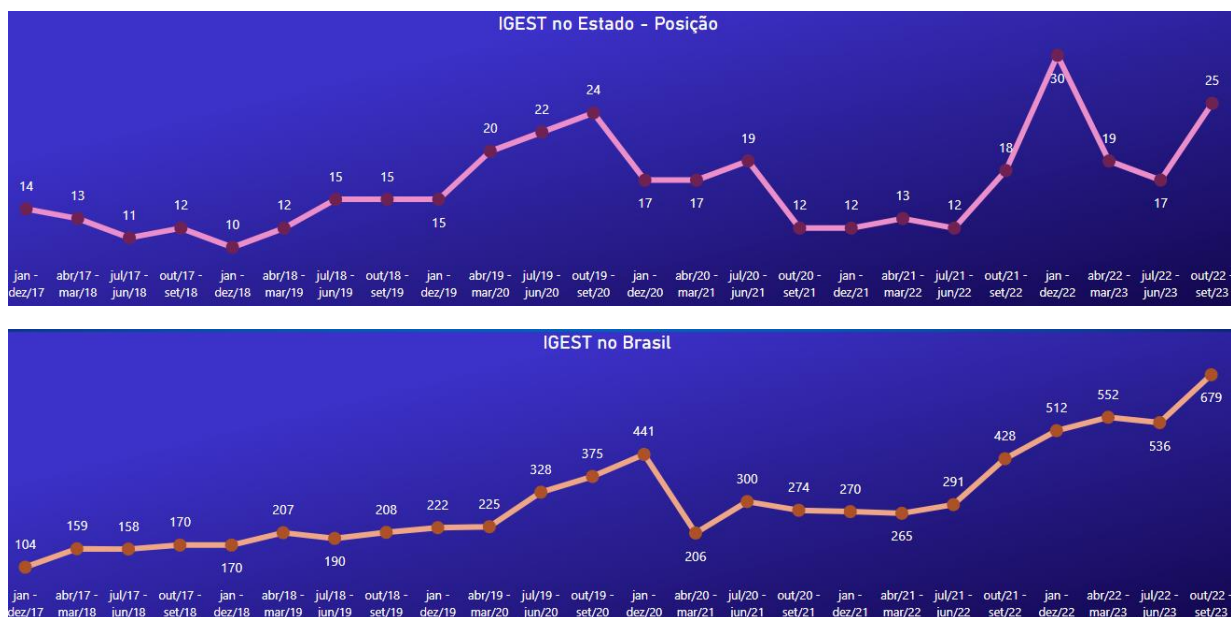 IGEST no Estado - Posição
14 13 11 12 10 12 15 15 15 20 22 24 17 17 19 12 12 13 12 18 30 19 17 25
jan - abr/17 - jul/17 - out/17 - jan - abr/18 - jul/18 - out/18 - jan - abr/19 - jul/19 - out/19 - jan - abr/20 - jul/20 - out/20 - jan - abr/21 - jul/21 - out/21 - jan - abr/22 - jul/22 - out/22 -
dez/17 mar/18 jun/18 set/18 dez/18 mar/19 jun/19 set/19 dez/19 mar/20 jun/20 set/20 dez/20 mar/21 jun/21 set/21 dez/21 mar/22 jun/22 set/22 dez/22 mar/23 jun/23 set/23
IGEST no Brasil
104 159 158 170 170 207 190 208 222 225 328 375 441 206 300 274 270 265 291 428 512 552 536 679
jan - abr/17 - jul/17 - out/17 - jan - abr/18 - jul/18 - out/18 - jan - abr/19 - jul/19 - out/19 - jan - abr/20 - jul/20 - out/20 - jan - abr/21 - jul/21 - out/21 - jan - abr/22 - jul/22 - out/22 -
dez/17 mar/18 jun/18 set/18 dez/18 mar/19 jun/19 set/19 dez/19 mar/20 jun/20 set/20 dez/20 mar/21 jun/21 set/21 dez/21 mar/22 jun/22 set/22 dez/22 mar/23 jun/23 set/23